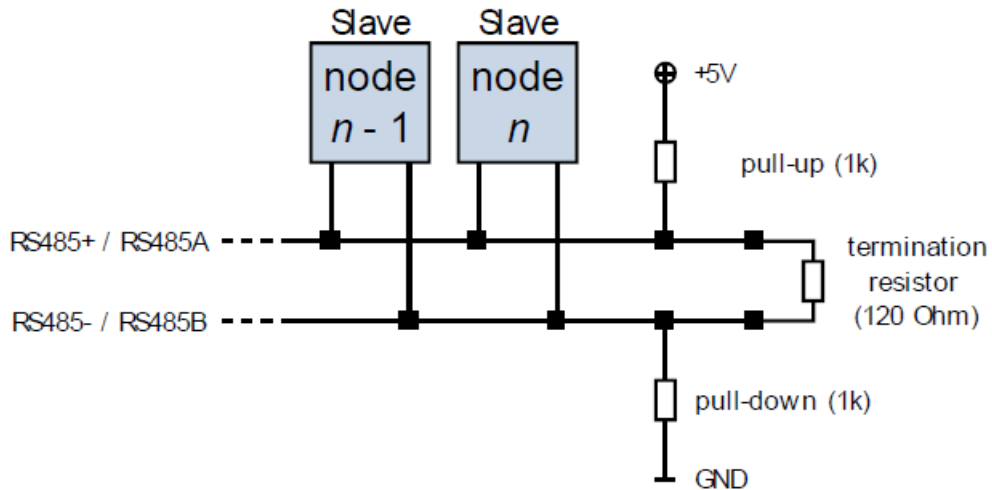 Slave
Slave
node
n - 1
node
n
+5V
pull-up (1k)
RS485+ / RS485A
termination
resistor
(120 Ohm)
RS485- / RS485B
pull-down (1k)
GND